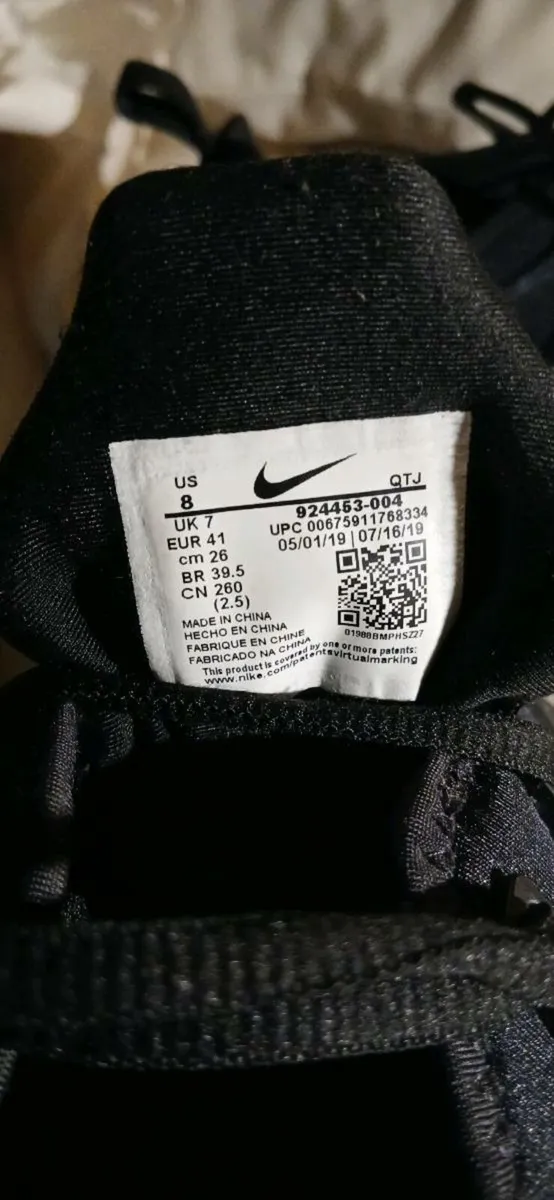 US
8
QTJ
924453-004
UK 7
UPC 00675911768334
EUR 41
05/01/19 | 07/16/19
cm 26
BR 39.5
CN 260
(2.5)
01988BMPHSZ27
MADE IN CHINA
HECHO EN CHINA
FABRIQUE EN CHINE
FABRICADO NA CHINA
This product is covered by one or more patents:
www.nike.com/patentsvirtualmarking